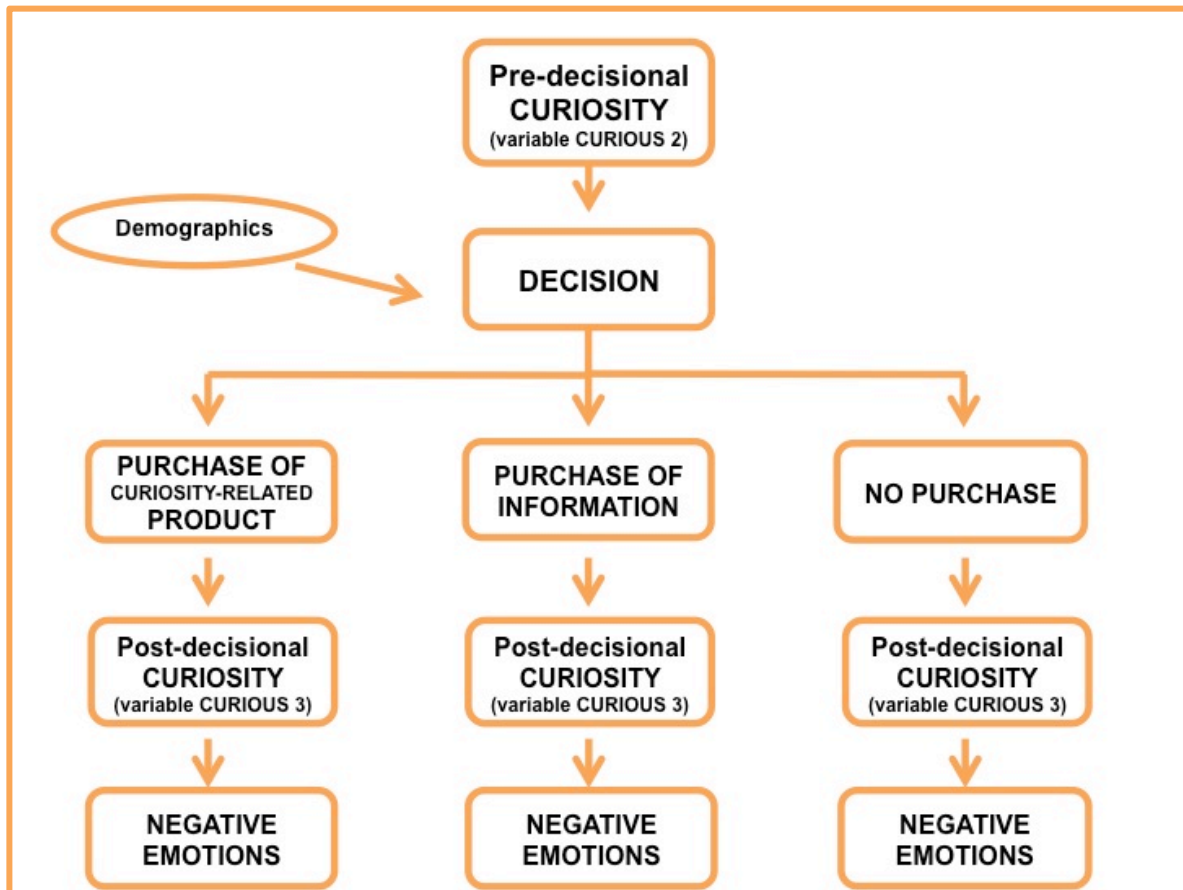 Pre-decisional
CURIOSITY
(variable CURIOUS 2)
Demographics
DECISION
PURCHASE OF
CURIOSITY-RELATED
PRODUCT
PURCHASE OF
INFORMATION
NO PURCHASE
Post-decisional
CURIOSITY
(variable CURIOUS 3)
Post-decisional
CURIOSITY
(variable CURIOUS 3)
Post-decisional
CURIOSITY
(variable CURIOUS 3)
NEGATIVE
EMOTIONS
NEGATIVE
EMOTIONS
NEGATIVE
EMOTIONS